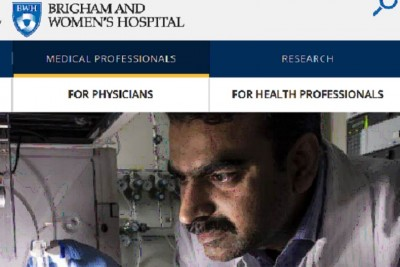 BWH
BRIGHAM AND
WOMEN'S HOSPITAL
MEDICAL PROFESSIONALS
RESEARCH
FOR PHYSICIANS
FOR HEALTH PROFESSIONALS